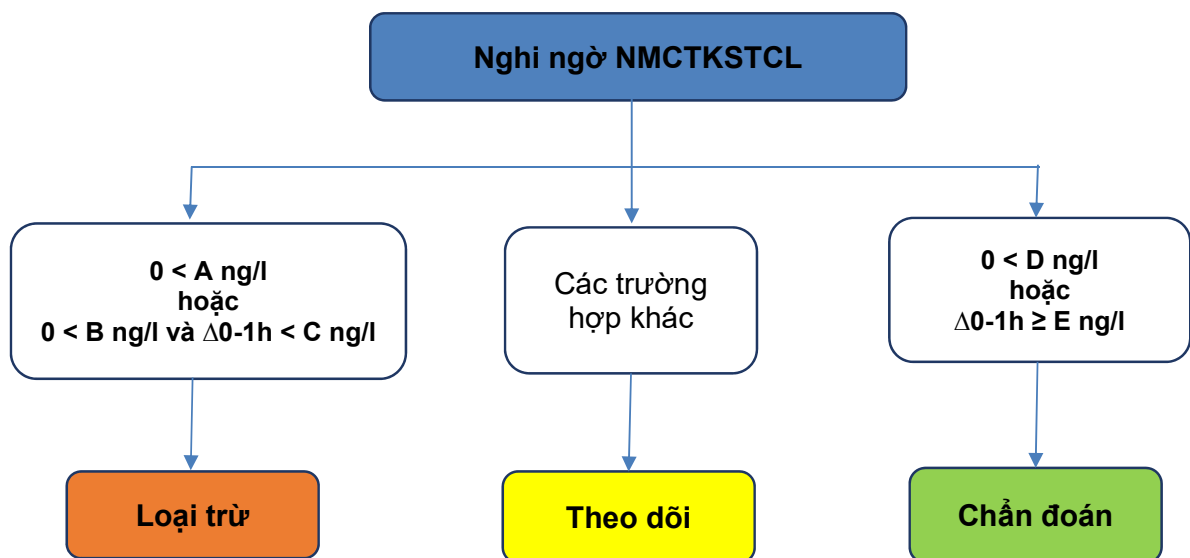 Nghi ngờ NMCTKSTCL
0 < A ng/l
hoặc
0 < B ng/l và ∆0-1h < C ng/l
Các trường
hợp khác
0 < D ng/l
hoặc
∆0-1h ≥ E ng/l
Loại trừ
Theo dõi
Chẩn đoán